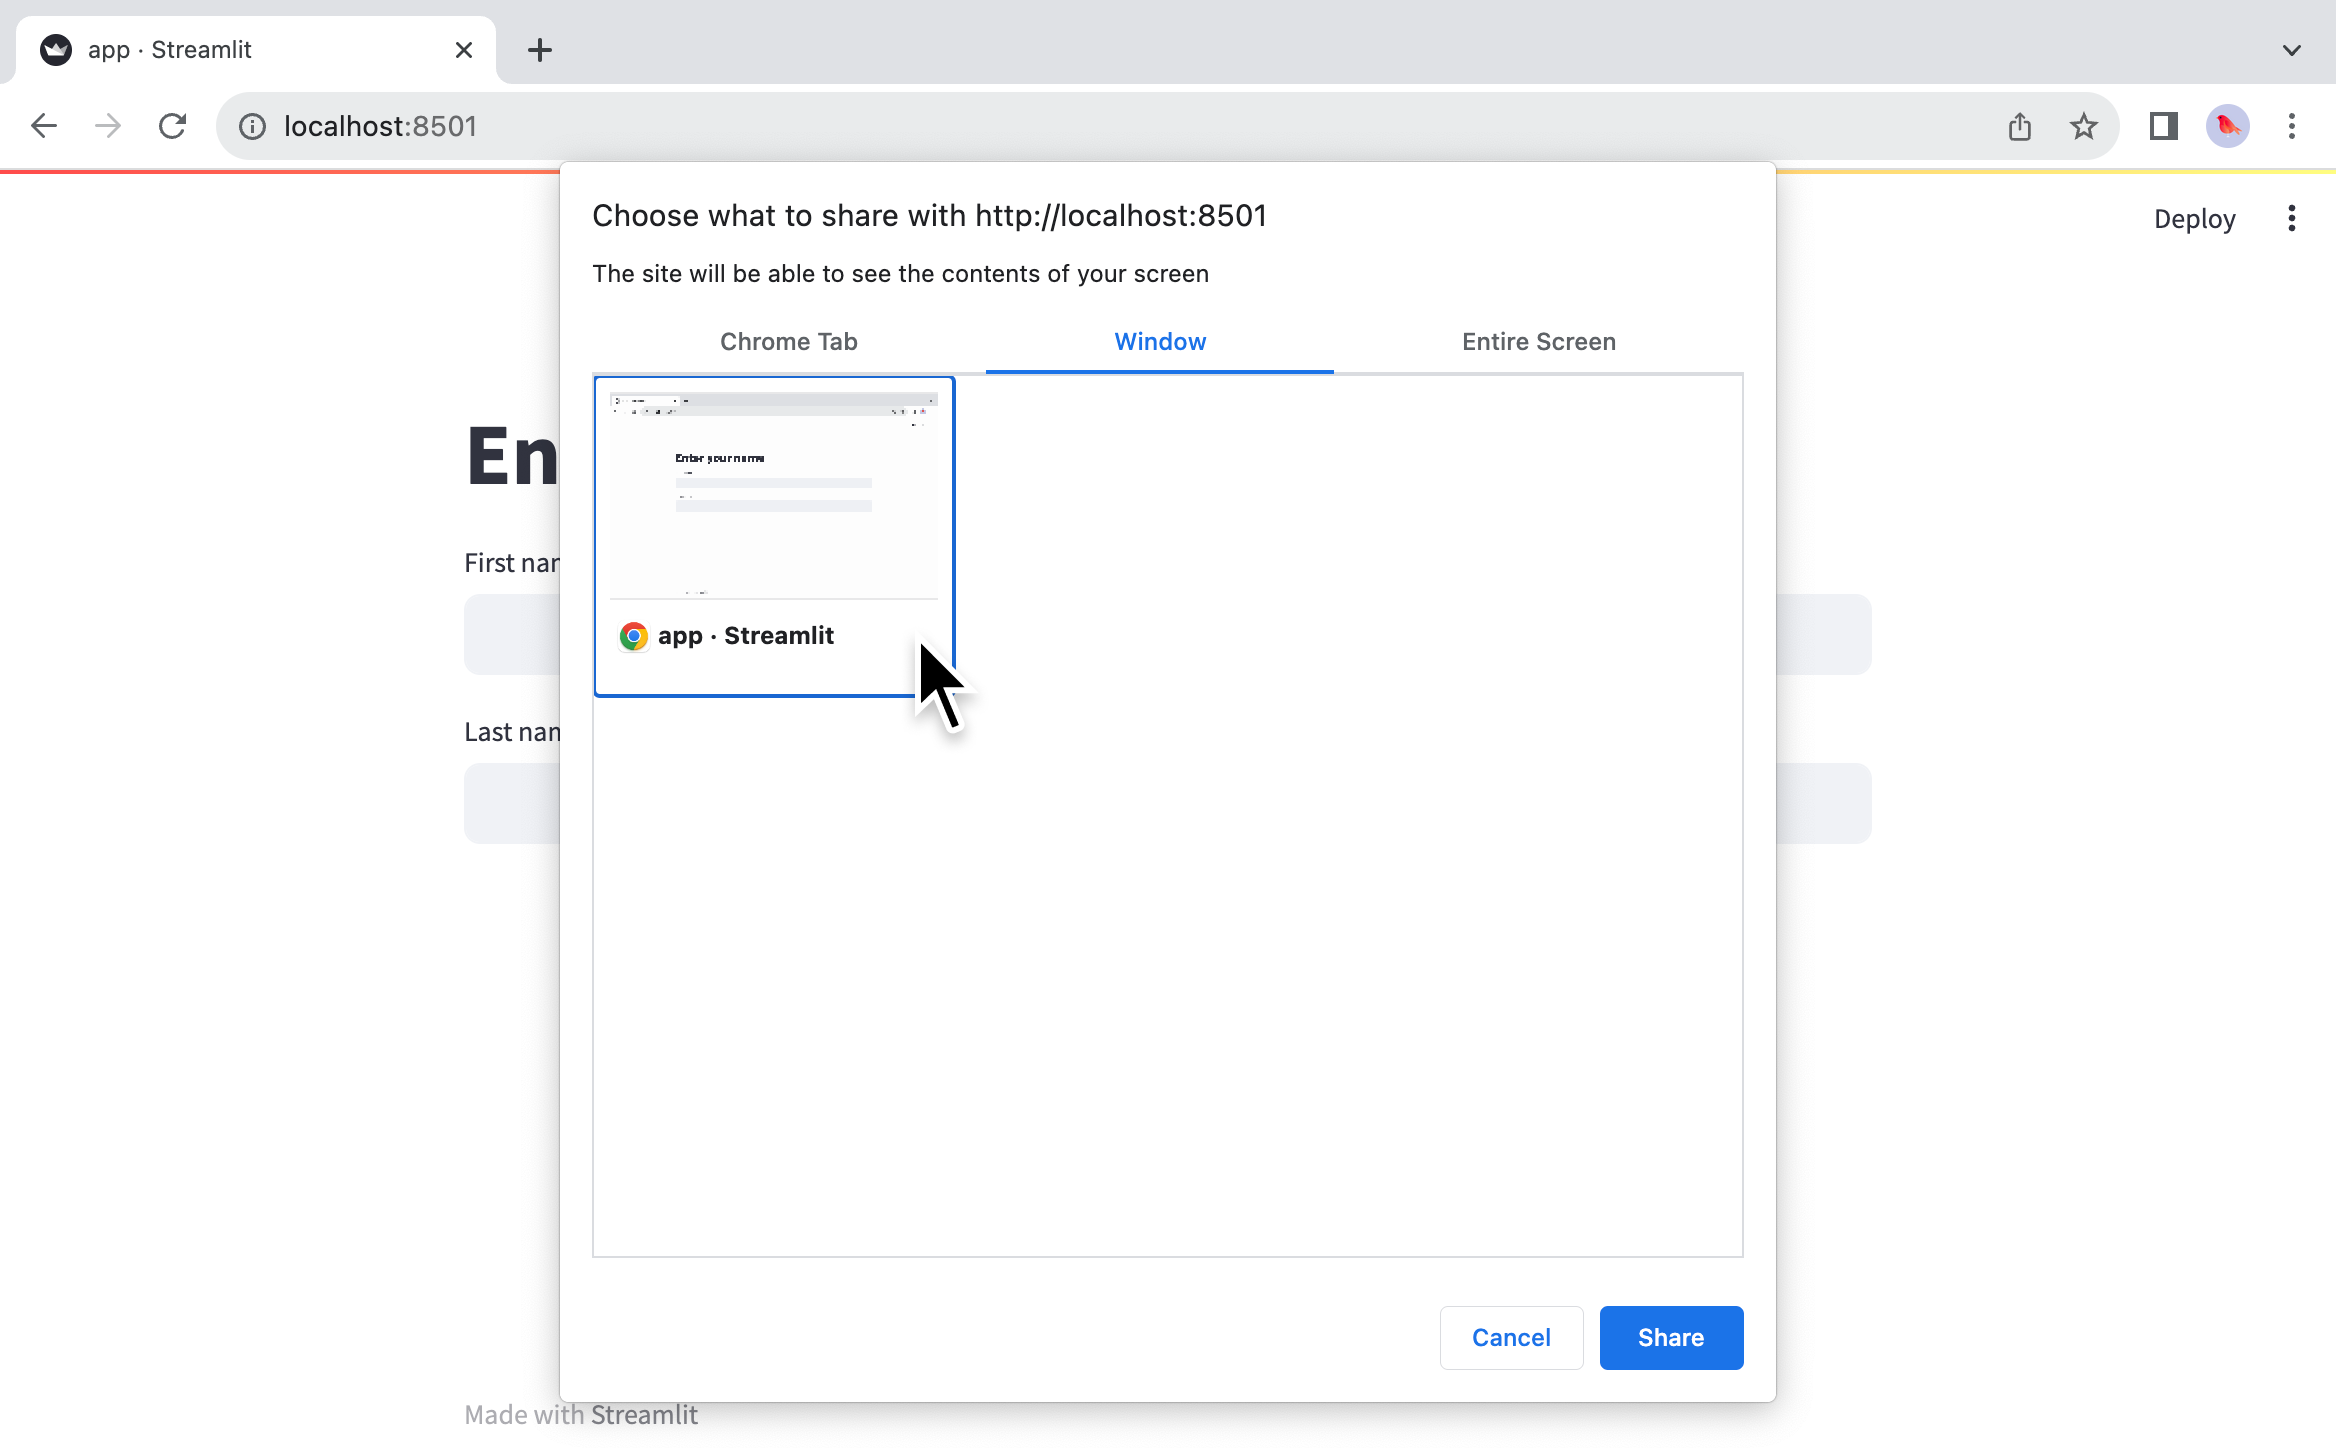 app · Streamlit
localhost:8501
Choose what to share with http://localhost:8501
The site will be able to see the contents of your screen
Deploy
Chrome Tab
Window
Entire Screen
En
Enter your name
First nar
app · Streamlit
Last nan
Cancel
Share
Made with Streamlit